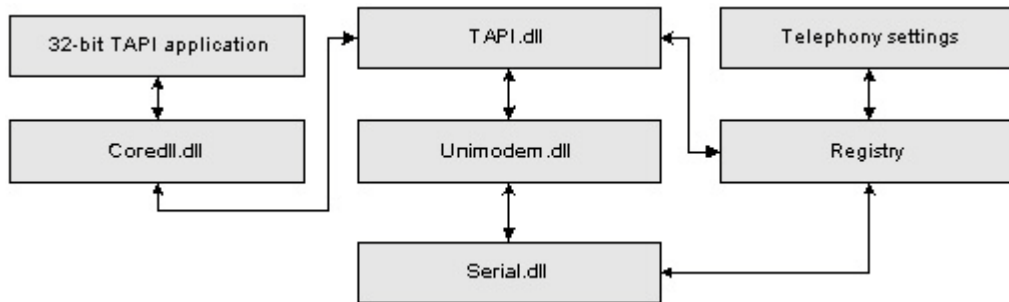 32-bit TAPI application
TAPI.dll
Telephony settings
Coredll.dll
Unimodem.dll
Registry
Serial.dll